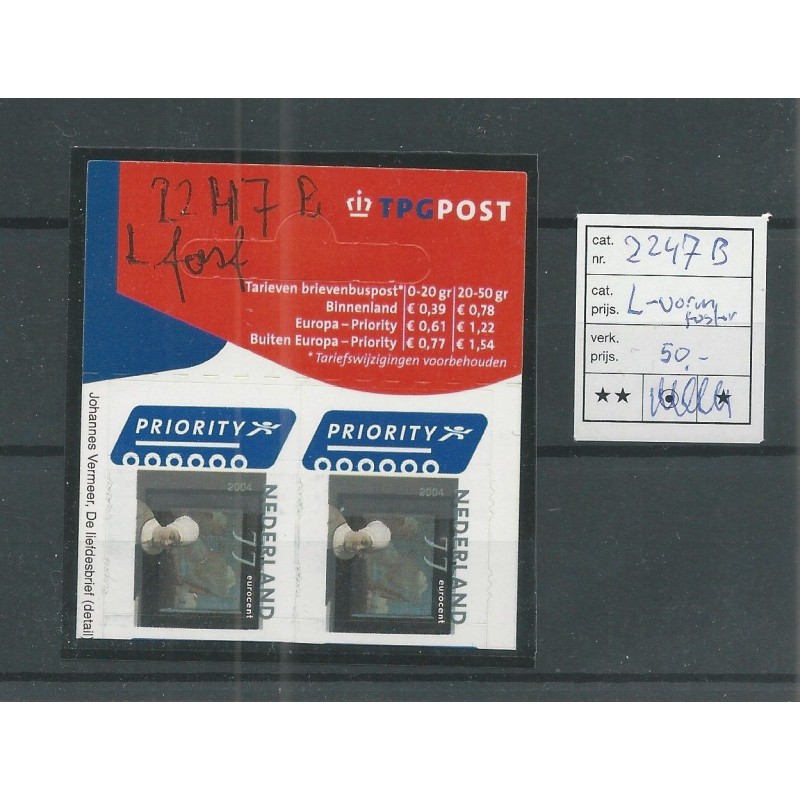 22477 B
L fosf
TPGPOST
Tarieven brievenbuspost* 0-20 gr 20-50 gr
Binnenland € 0,39 € 0,78
Europa – Priority € 0,61 € 1,22
Buiten Europa – Priority € 0,77 € 1,54
* Tariefswijzigingen voorbehouden
Johannes Vermeer, De liefdesbrief (detail)
PRIORITY
2004
NEDERLAND
77
eurocent
PRIORITY
2004
NEDERLAND
77
eurocent
cat. nr. 2247 B
cat. prijs. L-vorm fosfor
verk. prijs. 50,-